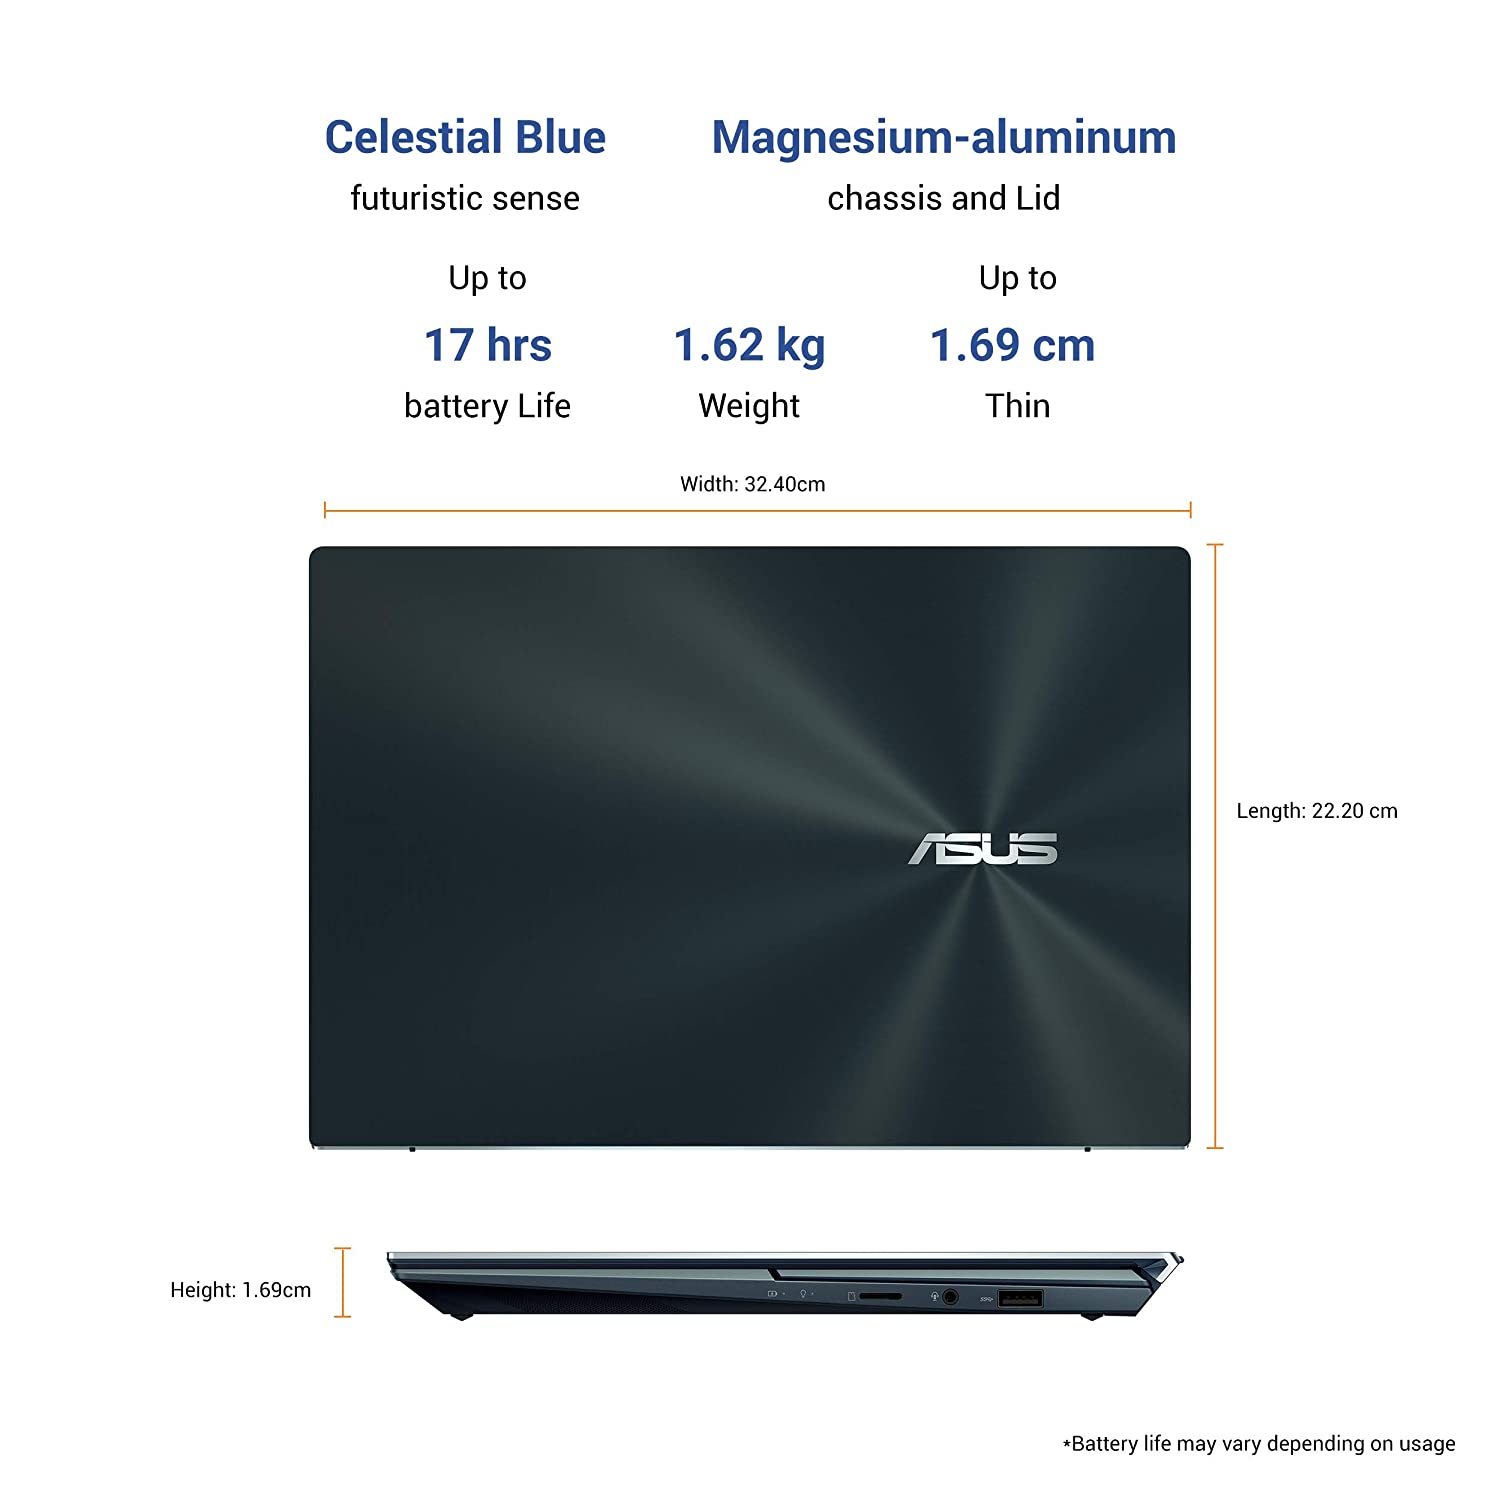 Celestial Blue
futuristic sense
Magnesium-aluminum
chassis and Lid
Up to
17 hrs
battery Life
1.62 kg
Weight
Up to
1.69 cm
Thin
Width: 32.40cm
ASUS
Length: 22.20 cm
Height: 1.69cm
*Battery life may vary depending on usage